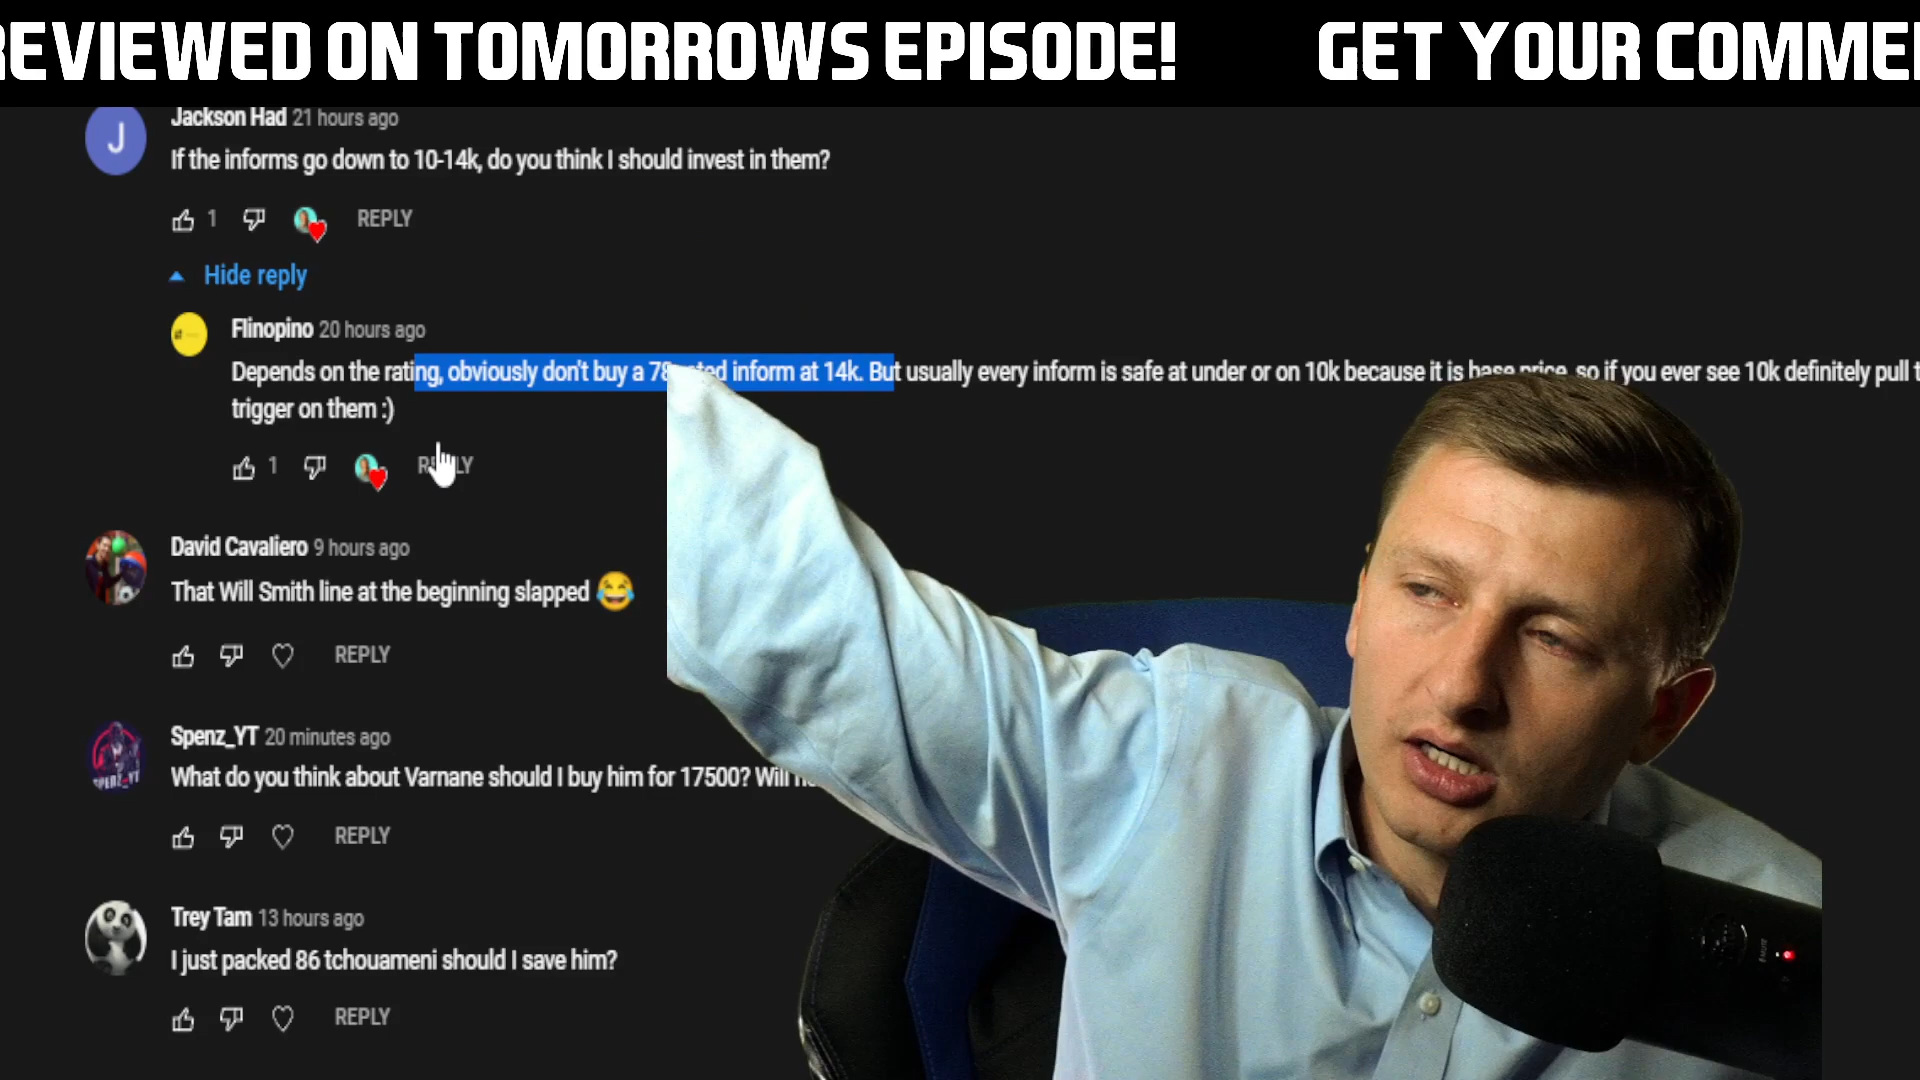 REVIEWED ON TOMORROWS EPISODE! GET YOUR COMME
Jackson Had 21 hours ago
J
If the informs go down to 10-14k, do you think I should invest in them?
1 REPLY
Hide reply
Flinopino 20 hours ago
Depends on the rating, obviously don't buy a 78 rated inform at 14k. But usually every inform is safe at under or on 10k because it is base price, so if you ever see 10k definitely pull t
trigger on them :)
1 REPLY
David Cavaliero 9 hours ago
That Will Smith line at the beginning slapped 😂
REPLY
Spenz_YT 20 minutes ago
What do you think about Varnane should I buy him for 17500? Will
REPLY
Trey Tam 13 hours ago
I just packed 86 tchouameni should I save him?
REPLY